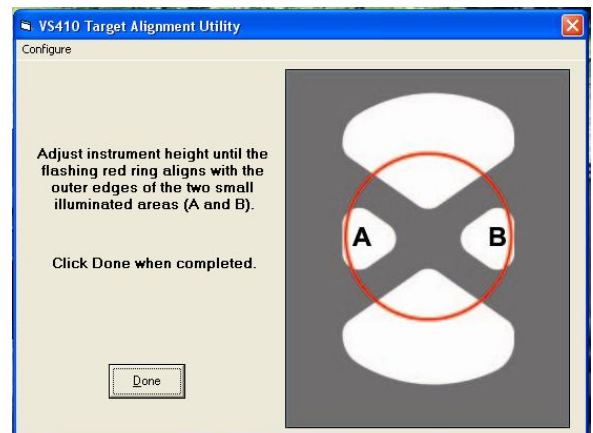 VS410 Target Alignment Utility
Configure
Adjust instrument height until the
flashing red ring aligns with the
outer edges of the two small
illuminated areas (A and B).
Click Done when completed.
A B
Done